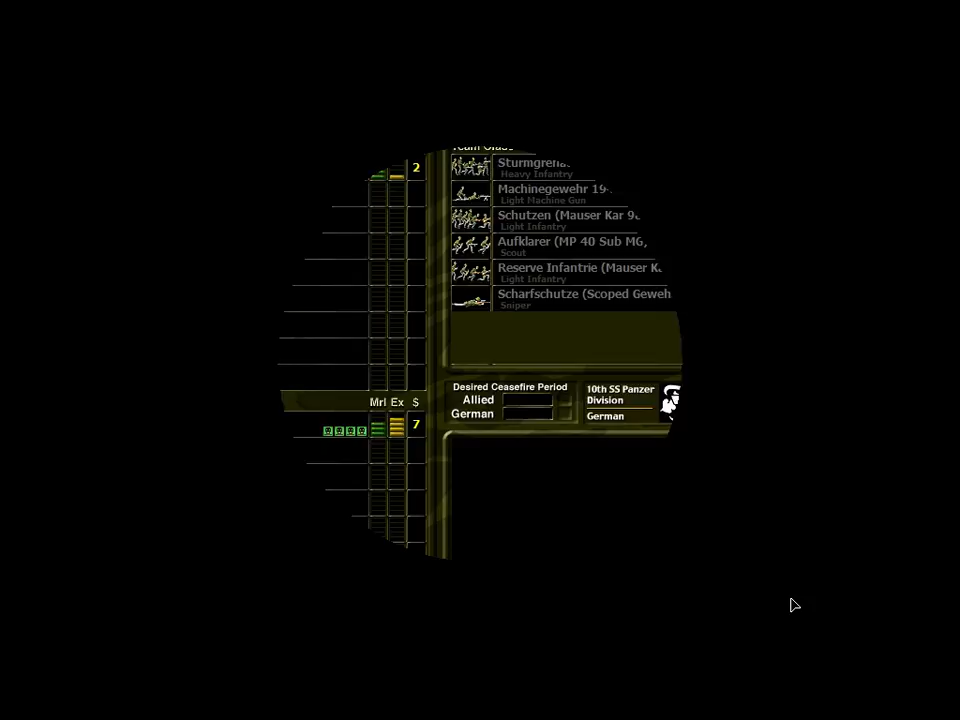 2
Sturmgrena
Heavy Infantry
Machinegewehr 19
Light Machine Gun
Schutzen (Mauser Kar 9
Light Infantry
Aufklarer (MP 40 Sub MG,
Scout
Reserve Infantrie (Mauser K
Light Infantry
Scharfschutze (Scoped Geweh
Sniper
Mrl Ex $
7
Desired Ceasefire Period
Allied
German
10th SS Panzer
Division
German